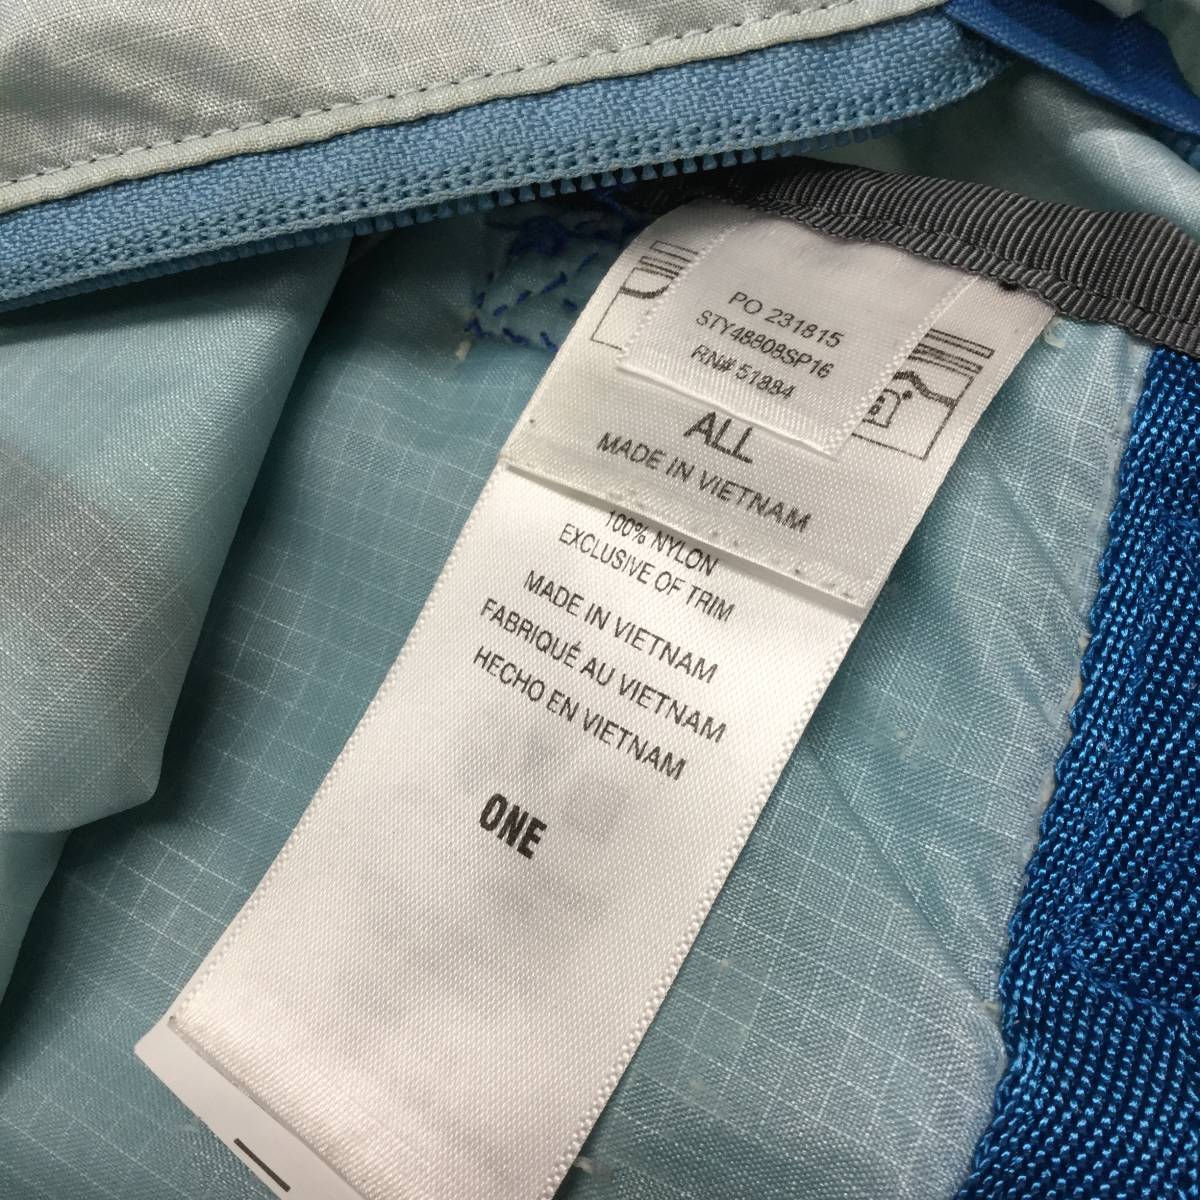 PO 231815
STY48808SP16
RN# 51884
ALL
MADE IN VIETNAM
100% NYLON
EXCLUSIVE OF TRIM
MADE IN VIETNAM
FABRIQUÉ AU VIETNAM
HECHO EN VIETNAM
ONE